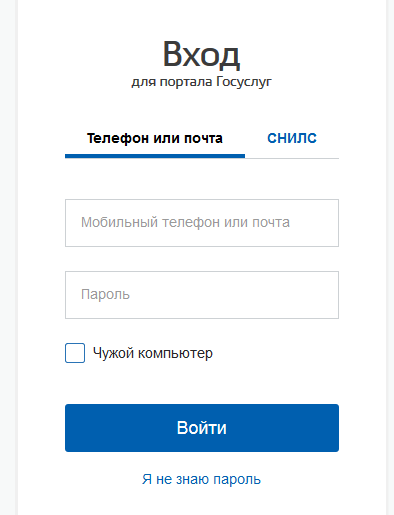 Вход
для портала Госуслуг
Телефон или почта СНИЛС
Мобильный телефон или почта
Пароль
Чужой компьютер
Войти
Я не знаю пароль